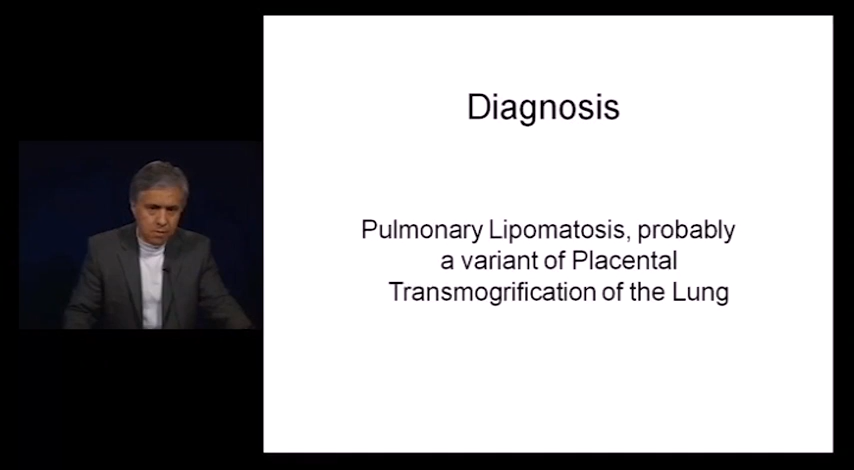 Diagnosis
Pulmonary Lipomatosis, probably
a variant of Placental
Transmogrification of the Lung